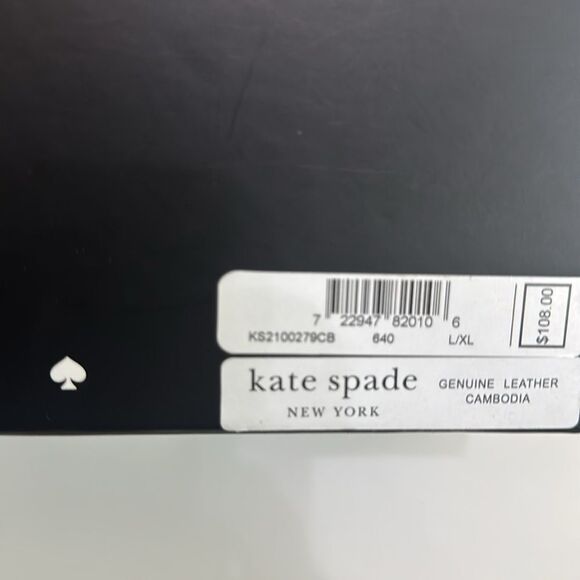 7 22947 82010 6
KS2100279CB 640 L/XL
$108.00
kate spade
NEW YORK
GENUINE LEATHER
CAMBODIA